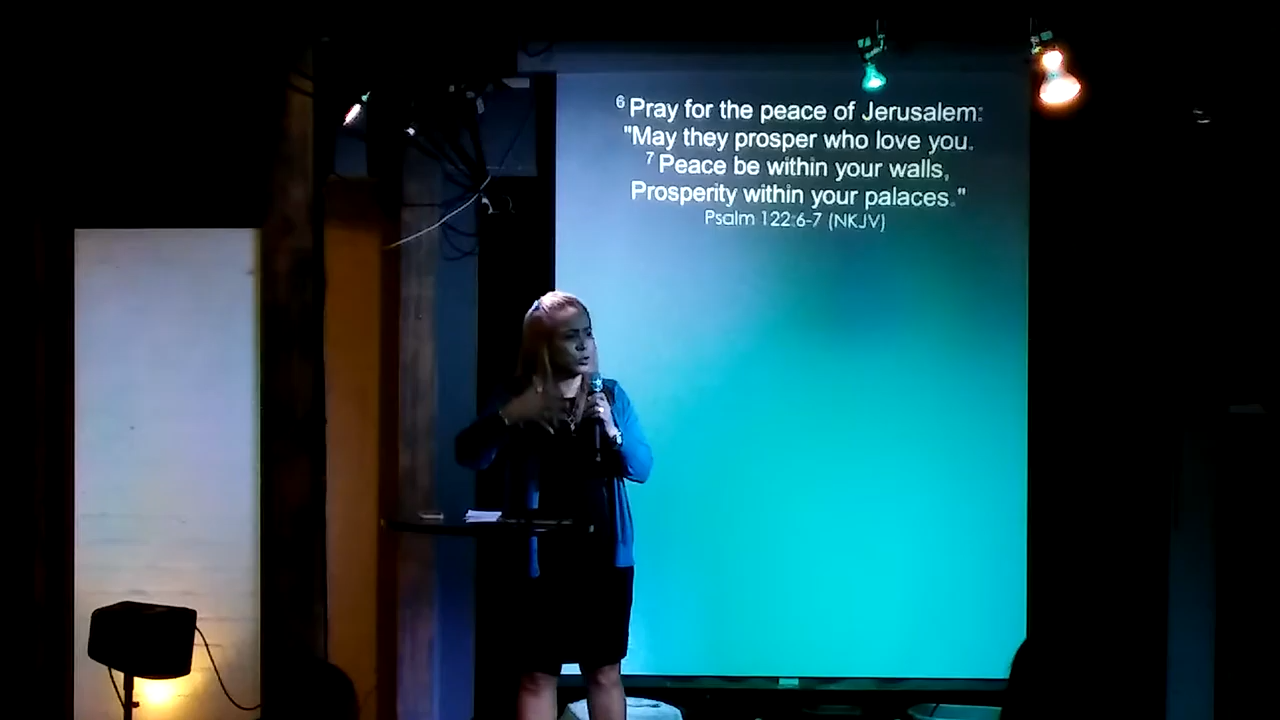 6 Pray for the peace of Jerusalem:
"May they prosper who love you.
7 Peace be within your walls,
Prosperity within your palaces."
Psalm 122:6-7 (NKJV)